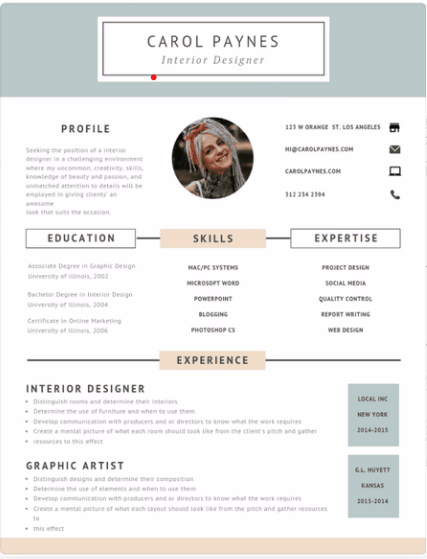 CAROL PAYNES
Interior Designer
PROFILE
Seeking the position of a interior
designer in a challenging environment
where my uncommon, creativity, skills,
knowledge of beauty and passion, and
unmatched attention to details will be
employed in giving clients' an
awesome
look that suits the occasion.
123 W ORANGE ST. LOS ANGELES
HI@CAROLPAYNES.COM
CAROLPAYNES.COM
312 234 2394
EDUCATION
Associate Degree in Graphic Design
University of Illinois, 2002
Bachelor Degree in Interior Design
University of Illinois, 2004
Certificate in Online Marketing
University of Illinois, 2006
SKILLS
MAC/PC SYSTEMS
MICROSOFT WORD
POWERPOINT
BLOGGING
PHOTOSHOP CS
EXPERTISE
PROJECT DESIGN
SOCIAL MEDIA
QUALITY CONTROL
REPORT WRITING
WEB DESIGN
EXPERIENCE
INTERIOR DESIGNER
• Distinguish rooms and determine their interiors
• Determine the use of furniture and when to use them
• Develop communication with producers and or directors to know what the work requires
• Create a mental picture of what each room should look like from the client's pitch and gather
• resources to this effect
LOCAL INC
NEW YORK
2014-2015
GRAPHIC ARTIST
• Distinguish designs and determine their composition
• Determine the use of elements and when to use them
• Develop communication with producers and or directors to know what the work requires
• Create a mental picture of what each layout should look like from the pitch and gather resources
to
• this effect
G.L. HUYETT
KANSAS
2013-2014